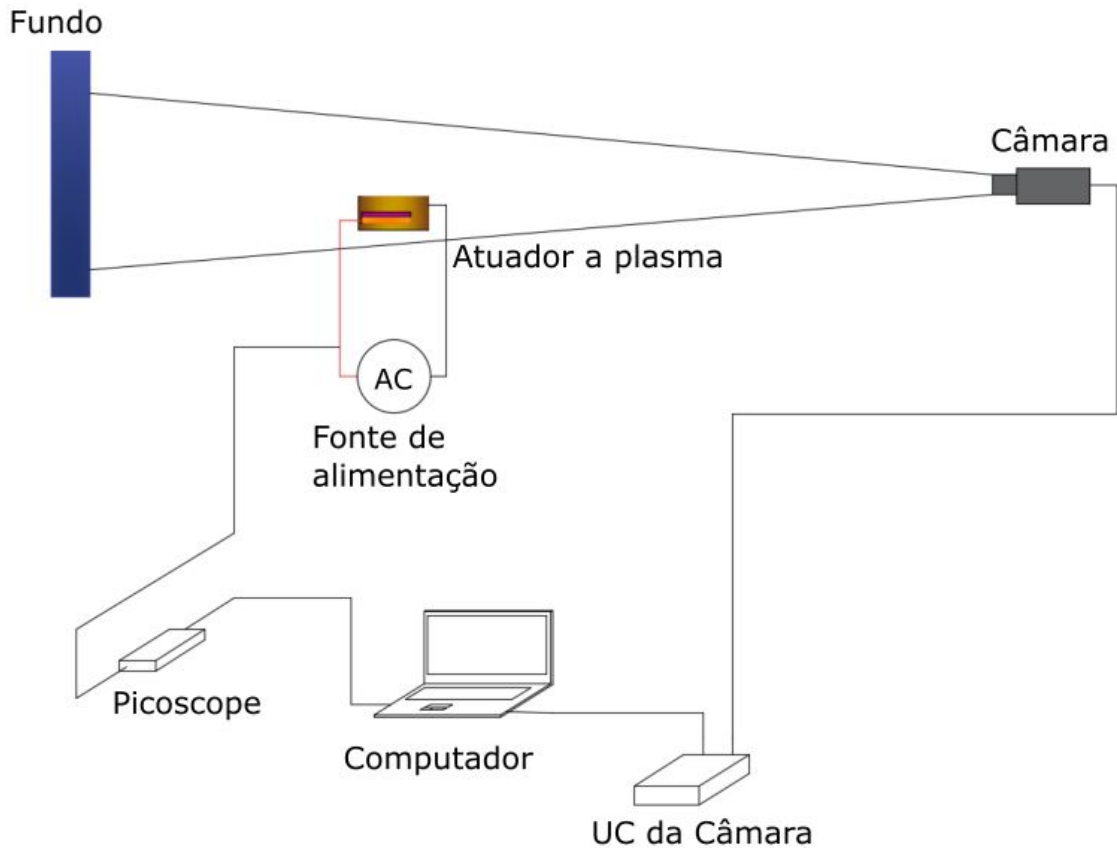 Fundo
Câmara
Atuador a plasma
AC
Fonte de
alimentação
Picoscope
Computador
UC da Câmara